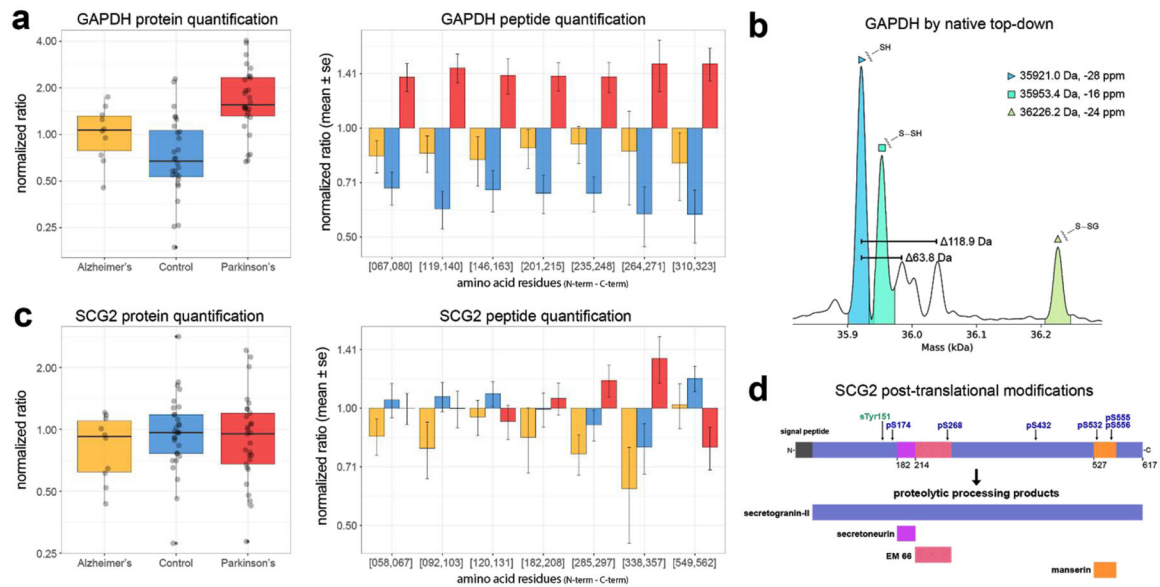 a
GAPDH protein quantification
normalized ratio
4.00
2.00
1.00
0.50
0.25
Alzheimer's Control Parkinson's
GAPDH peptide quantification
normalized ratio (mean ± se)
1.41
1.00
0.71
0.50
[067,080] [119,140] [146,163] [201,215] [235,248] [264,271] [310,323]
amino acid residues (N-term - C-term)
b
GAPDH by native top-down
SH
S--SH
S--SG
35921.0 Da, -28 ppm
35953.4 Da, -16 ppm
36226.2 Da, -24 ppm
Δ118.9 Da
Δ63.8 Da
35.9 36.0 36.1 36.2
Mass (kDa)
c
SCG2 protein quantification
normalized ratio
2.00
1.00
0.50
0.25
Alzheimer's Control Parkinson's
SCG2 peptide quantification
normalized ratio (mean ± se)
1.41
1.00
0.71
0.50
[058,067] [092,103] [120,131] [182,208] [285,297] [338,357] [549,562]
amino acid residues (N-term - C-term)
d
SCG2 post-translational modifications
sTyr151
pS555
pS174 pS268 pS432 pS532 pS556
signal peptide
N- -C
182 214 527 617
proteolytic processing products
secretogranin-II
secretoneurin
EM 66
manserin